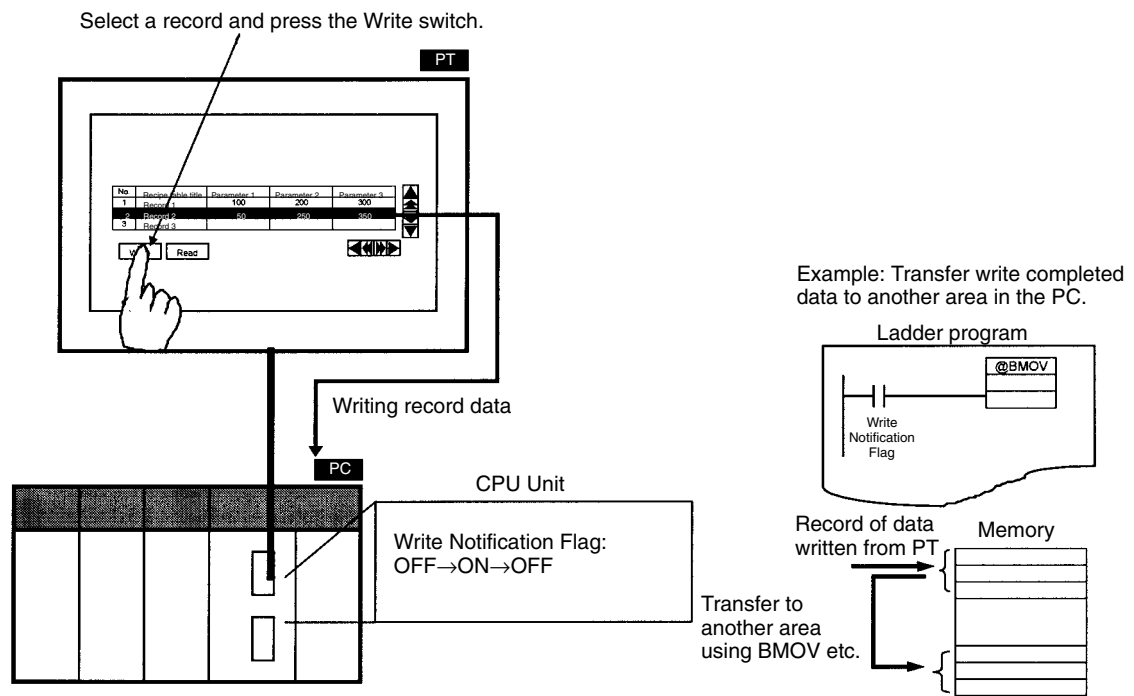 Select a record and press the Write switch.
PT
No. Recipe table title Parameter 1 Parameter 2 Parameter 3
1 Record 1 100 200 300
2 Record 2 50 250 350
3 Record 3
W Read
Writing record data
PC
CPU Unit
Write Notification Flag:
OFF→ON→OFF
Example: Transfer write completed
data to another area in the PC.
Ladder program
@BMOV
Write
Notification
Flag
Record of data
written from PT
Memory
Transfer to
another area
using BMOV etc.